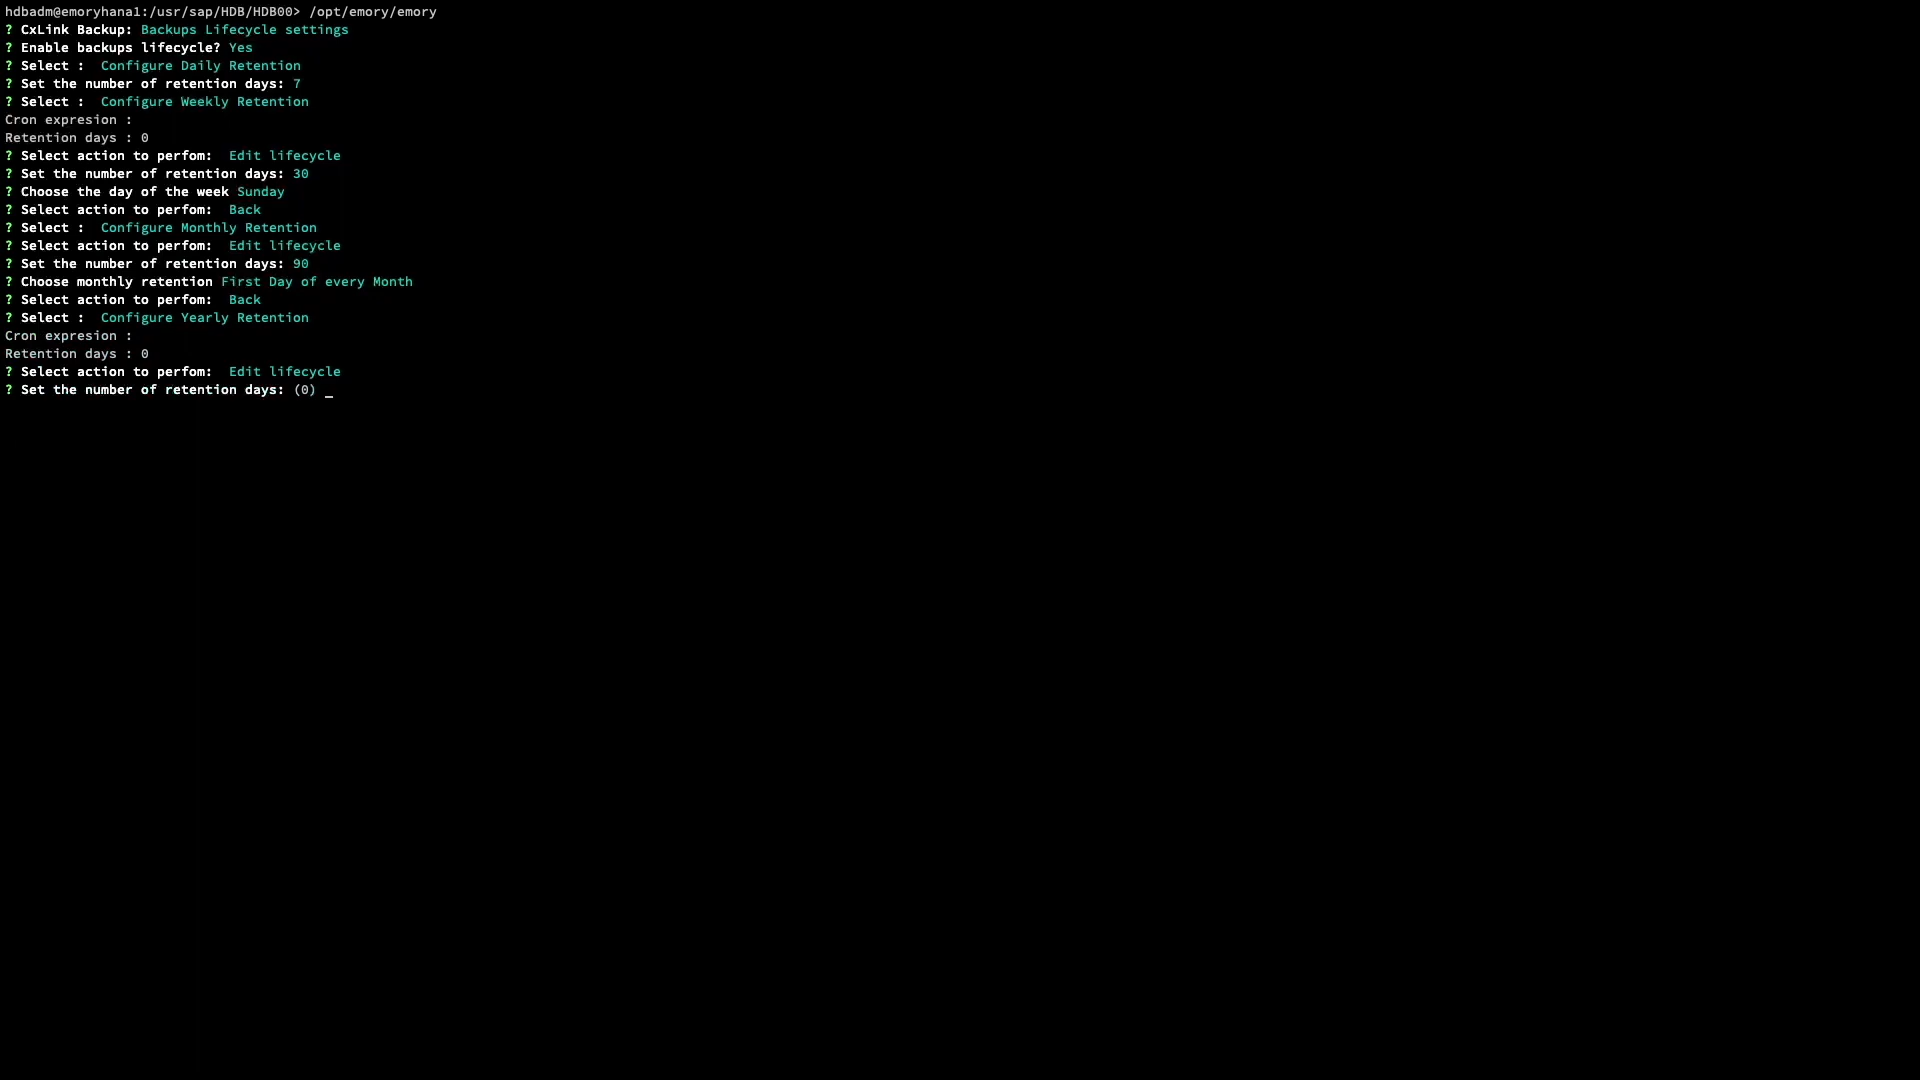 hdbadm@emoryhana1:/usr/sap/HDB/HDB00> /opt/emory/emory
? CxLink Backup: Backups Lifecycle settings
? Enable backups lifecycle? Yes
? Select :  Configure Daily Retention
? Set the number of retention days: 7
? Select :  Configure Weekly Retention
Cron expresion :
Retention days : 0
? Select action to perfom:  Edit lifecycle
? Set the number of retention days: 30
? Choose the day of the week Sunday
? Select action to perfom:  Back
? Select :  Configure Monthly Retention
? Select action to perfom:  Edit lifecycle
? Set the number of retention days: 90
? Choose monthly retention First Day of every Month
? Select action to perfom:  Back
? Select :  Configure Yearly Retention
Cron expresion :
Retention days : 0
? Select action to perfom:  Edit lifecycle
? Set the number of retention days: (0) _